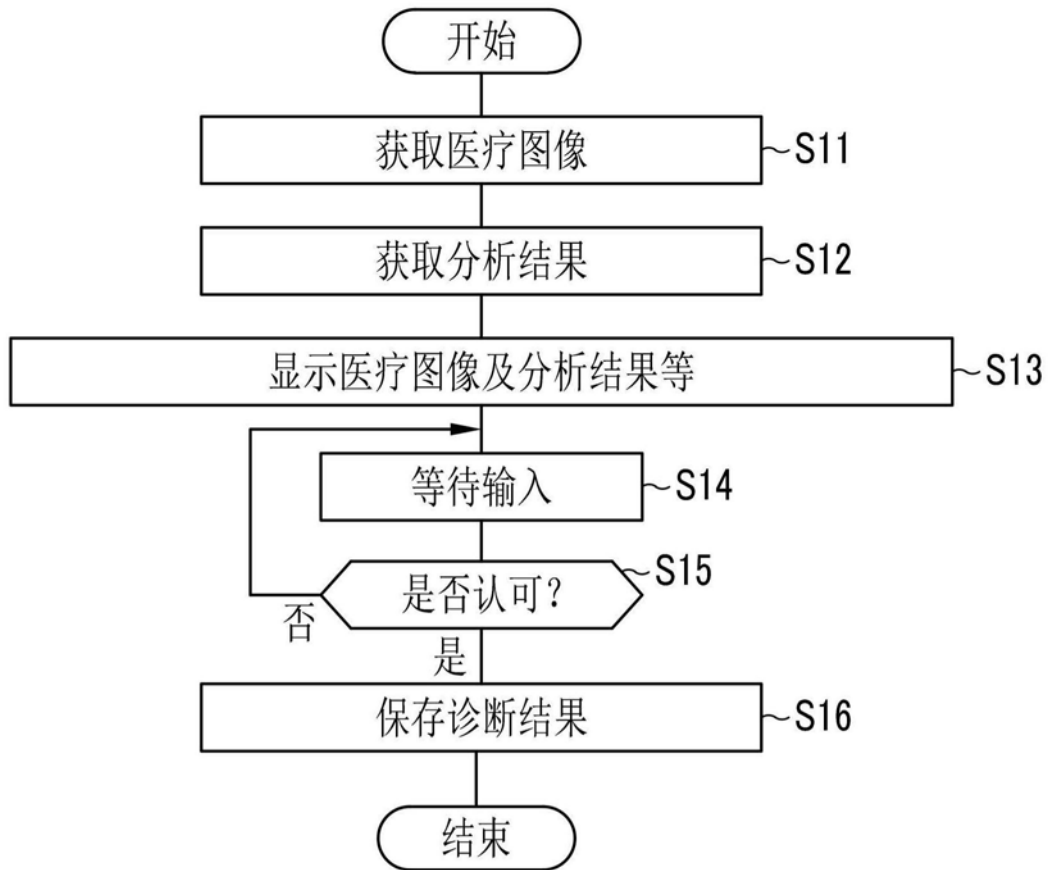 开始
获取医疗图像 S11
获取分析结果 S12
显示医疗图像及分析结果等 S13
等待输入 S14
是否认可? S15
否
是
保存诊断结果 S16
结束